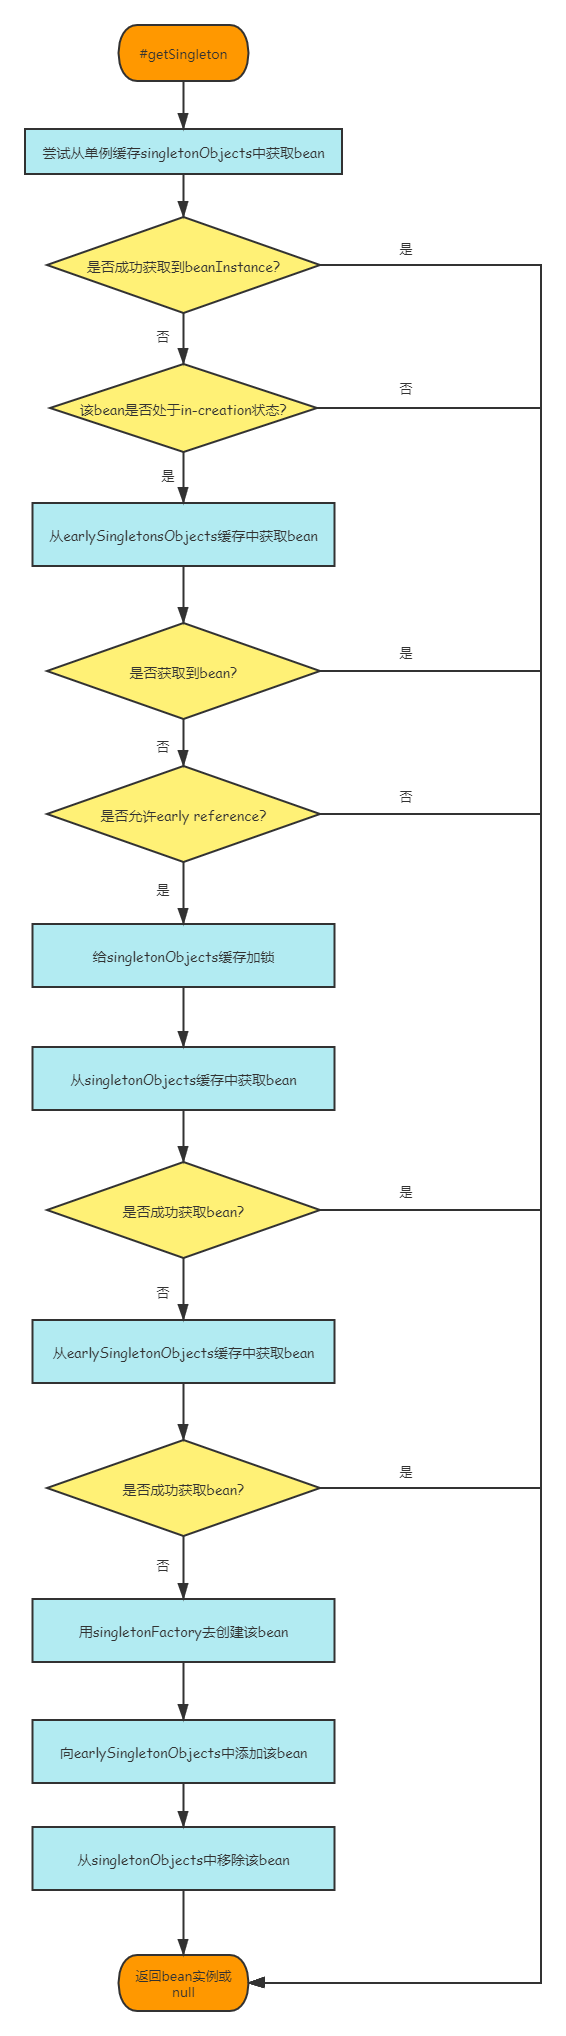 #getSingleton
尝试从单例缓存singletonObjects中获取bean
是否成功获取到beanInstance?
是
否
该bean是否处于in-creation状态?
否
是
从earlySingletonsObjects缓存中获取bean
是否获取到bean?
是
否
是否允许early reference?
否
是
给singletonObjects缓存加锁
从singletonObjects缓存中获取bean
是否成功获取bean?
是
否
从earlySingletonObjects缓存中获取bean
是否成功获取bean?
是
否
用singletonFactory去创建该bean
向earlySingletonObjects中添加该bean
从singletonObjects中移除该bean
返回bean实例或
null